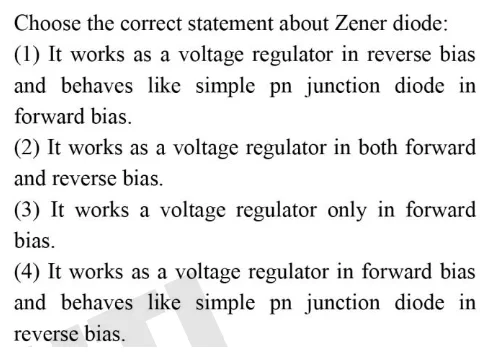 Choose the correct statement about Zener diode:
(1) It works as a voltage regulator in reverse bias
and behaves like simple pn junction diode in
forward bias.
(2) It works as a voltage regulator in both forward
and reverse bias.
(3) It works a voltage regulator only in forward
bias.
(4) It works as a voltage regulator in forward bias
and behaves like simple pn junction diode in
reverse bias.